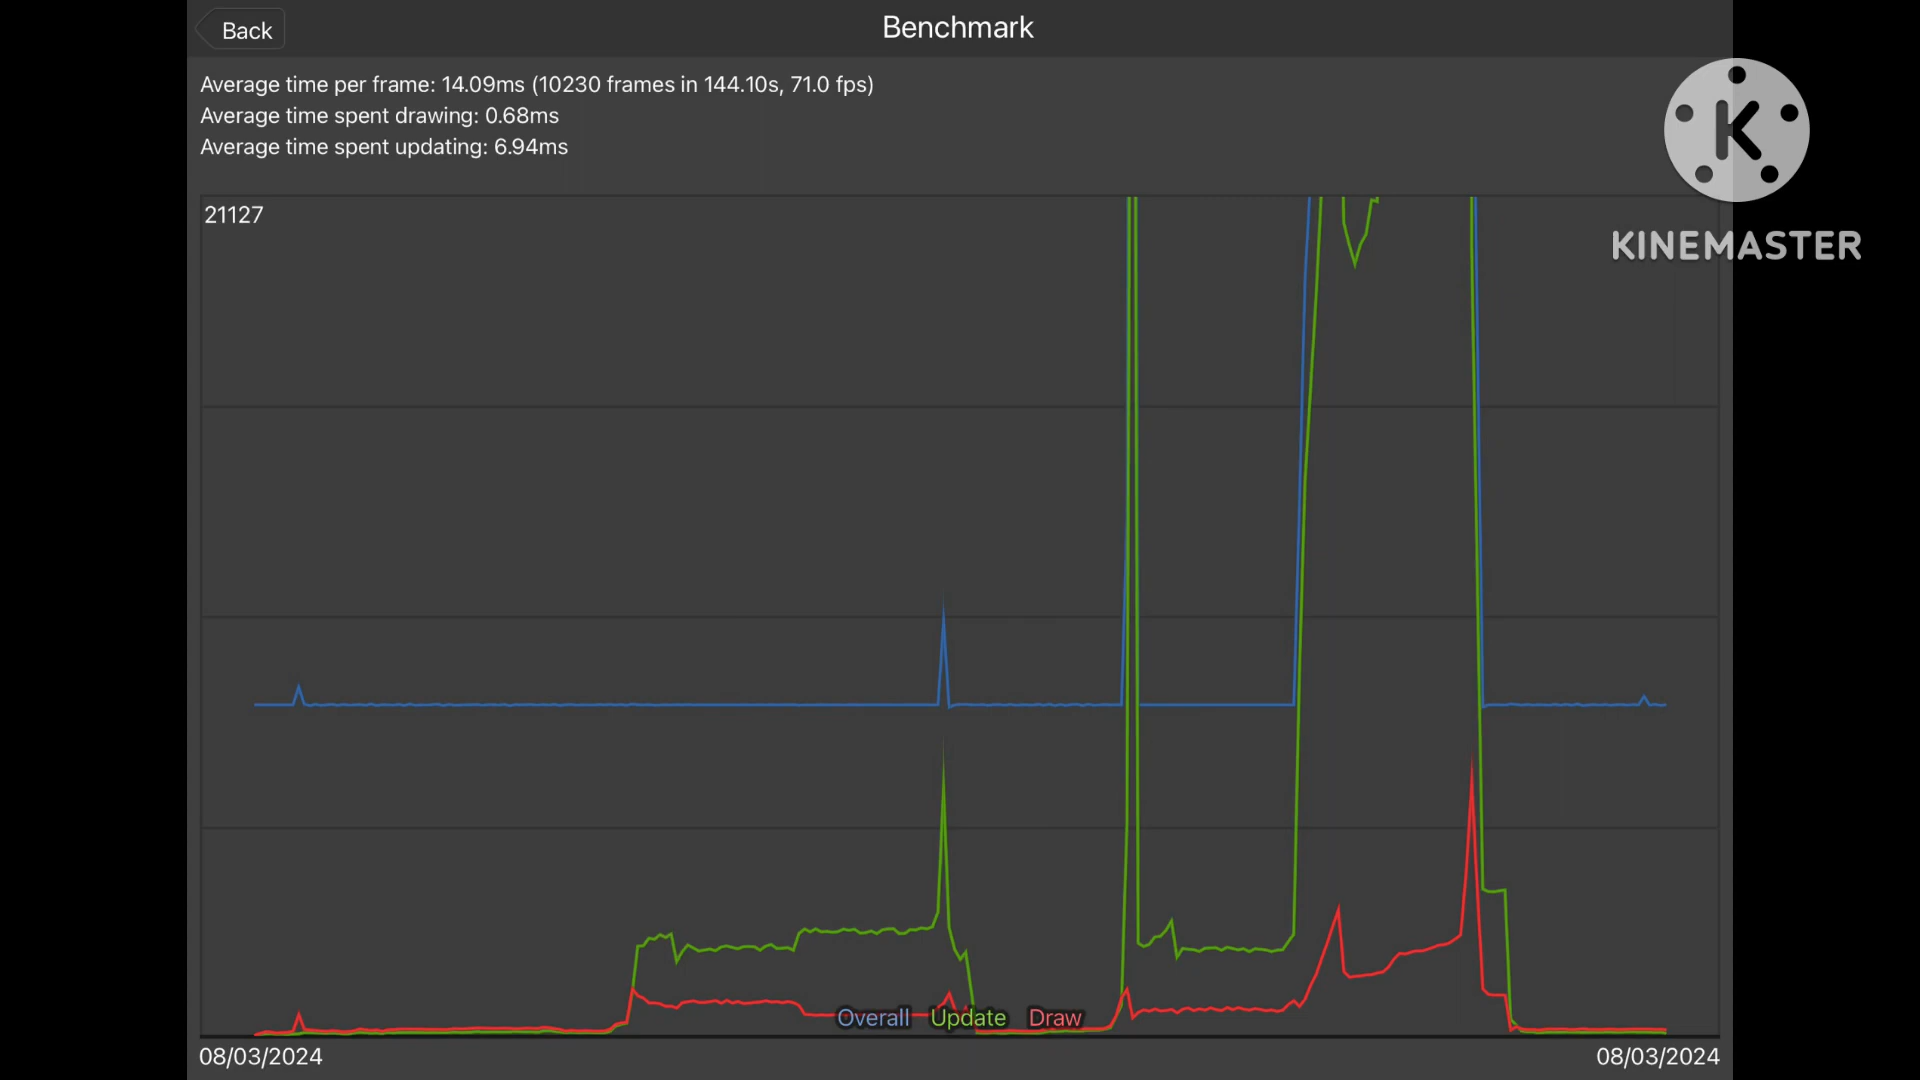 Back
Benchmark
Average time per frame: 14.09ms (10230 frames in 144.10s, 71.0 fps)
Average time spent drawing: 0.68ms
Average time spent updating: 6.94ms
K
KINEMASTER
21127
Overall Update Draw
08/03/2024
08/03/2024